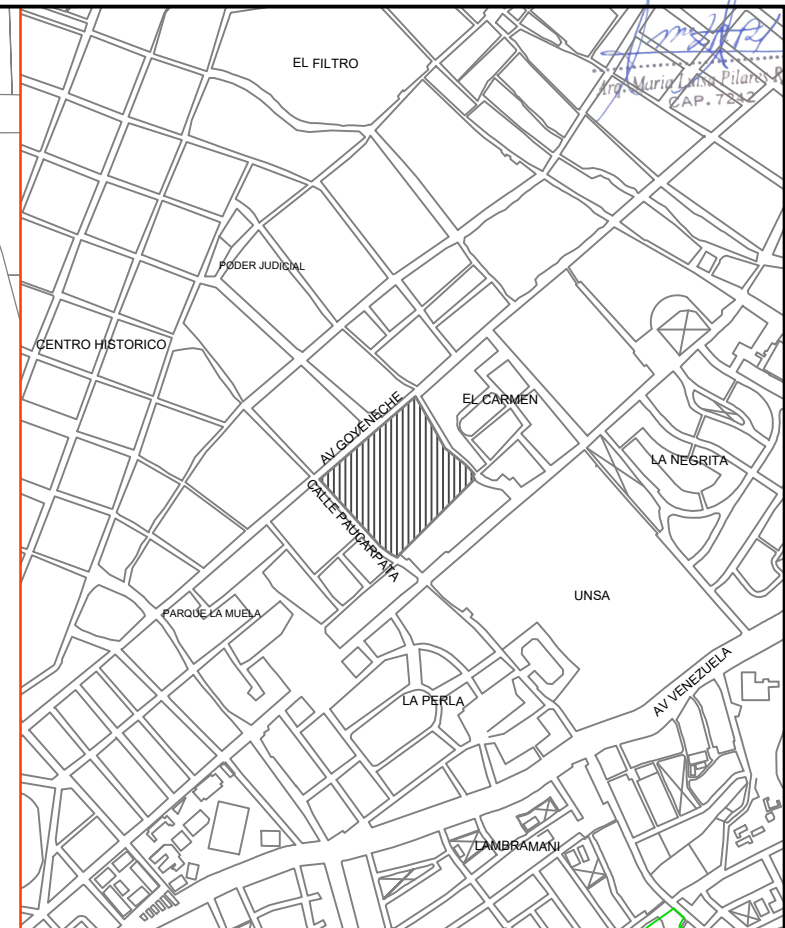 EL FILTRO
Arq. Maria Luisa Pilares R
CAP. 7242
PODER JUDICIAL
CENTRO HISTORICO
AV GOYENECHE
EL CARMEN
LA NEGRITA
CALLE PAUCARPATA
UNSA
PARQUE LA MUELA
AV VENEZUELA
LA PERLA
LAMBRAMANI